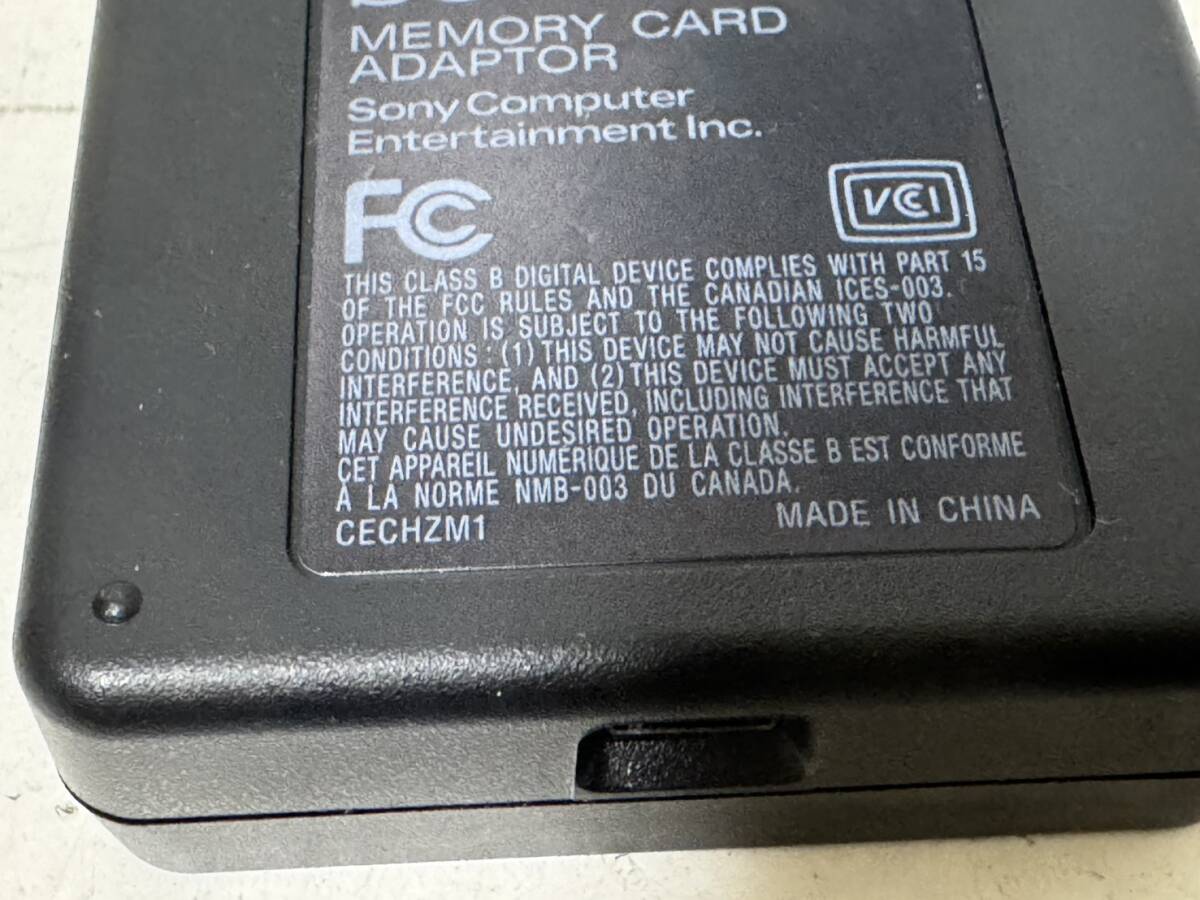 MEMORY CARD
ADAPTOR
Sony Computer
Entertainment Inc.
FC
VCCI
THIS CLASS B DIGITAL DEVICE COMPLIES WITH PART 15
OF THE FCC RULES AND THE CANADIAN ICES-003.
OPERATION IS SUBJECT TO THE FOLLOWING TWO
CONDITIONS : (1) THIS DEVICE MAY NOT CAUSE HARMFUL
INTERFERENCE, AND (2) THIS DEVICE MUST ACCEPT ANY
INTERFERENCE RECEIVED, INCLUDING INTERFERENCE THAT
MAY CAUSE UNDESIRED OPERATION.
CET APPAREIL NUMÉRIQUE DE LA CLASSE B EST CONFORME
À LA NORME NMB-003 DU CANADA.
CECHZM1 MADE IN CHINA